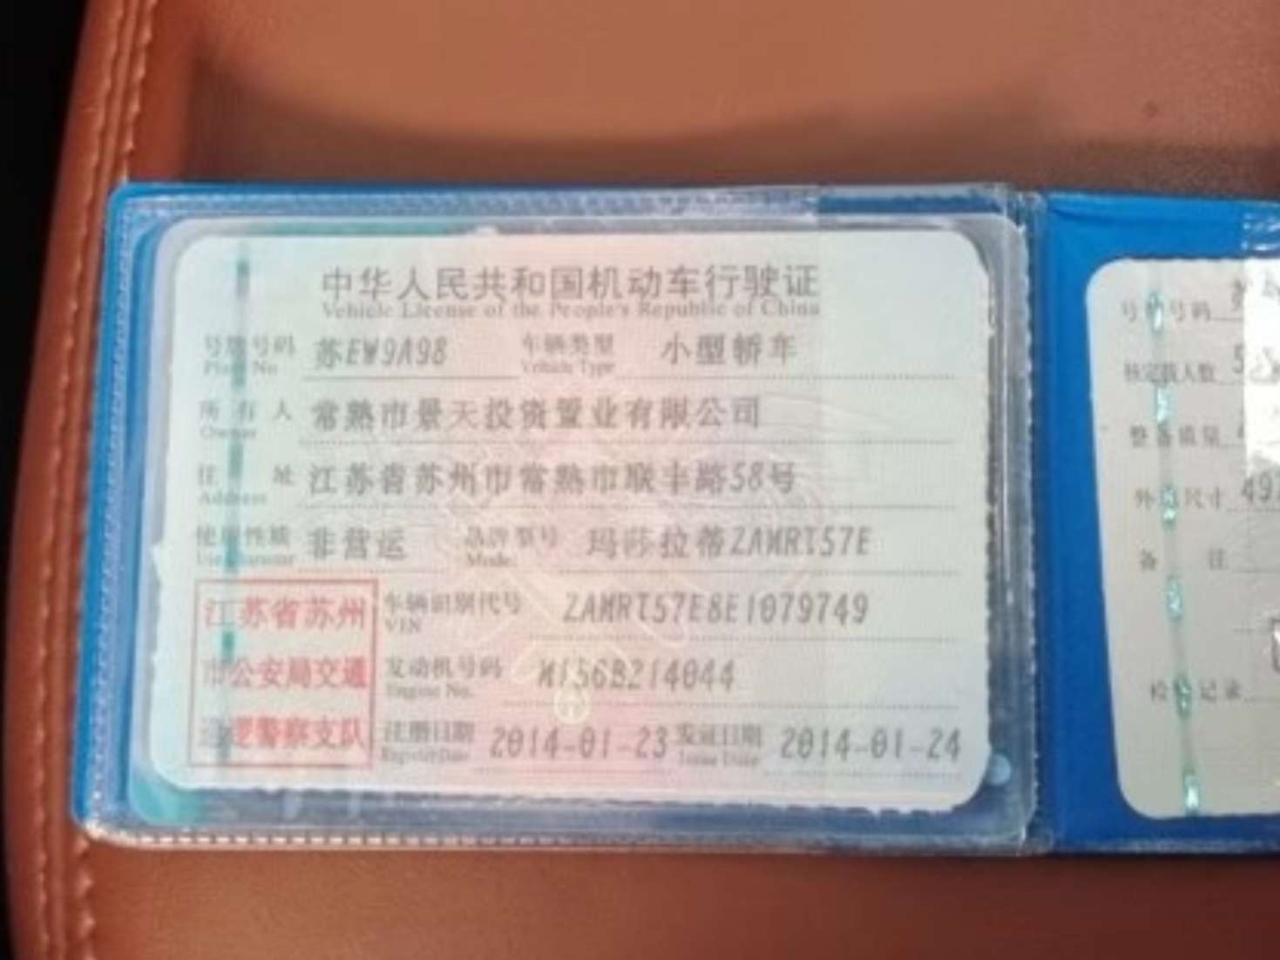 中华人民共和国机动车行驶证
Vehicle License of the People's Republic of China
号牌号码 苏EW9A98 车辆类型 小型轿车
Plate No. Vehicle Type
所有人 常熟市景天投资置业有限公司
Owner
住址 江苏省苏州市常熟市联丰路58号
Address
使用性质 非营运 品牌型号 玛莎拉蒂ZAMRT57E
Use Character Model
江苏省苏州 车辆识别代号 ZAMRT57E8E1079749
VIN
市公安局交通 发动机号码 M156B214044
Engine No.
巡逻警察支队 注册日期 2014-01-23 发证日期 2014-01-24
Register Date Issue Date
号牌号码
核定载人数 5
整备质量
外廓尺寸 49
备注
检验记录